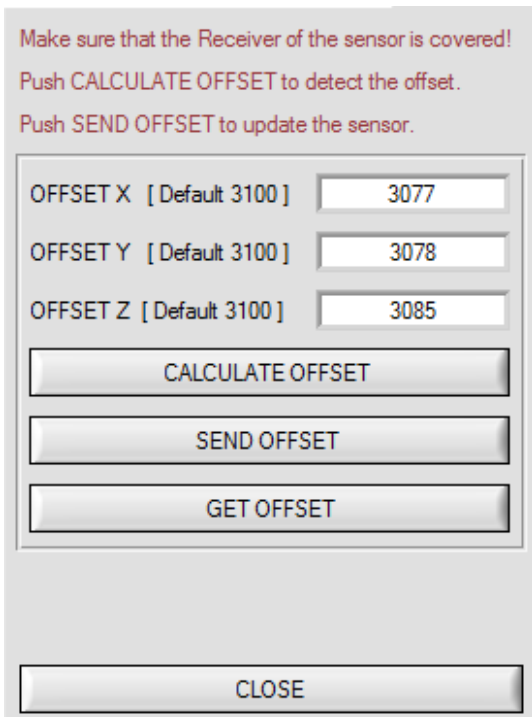 Make sure that the Receiver of the sensor is covered!
Push CALCULATE OFFSET to detect the offset.
Push SEND OFFSET to update the sensor.
OFFSET X [ Default 3100 ] 3077
OFFSET Y [ Default 3100 ] 3078
OFFSET Z [ Default 3100 ] 3085
CALCULATE OFFSET
SEND OFFSET
GET OFFSET
CLOSE